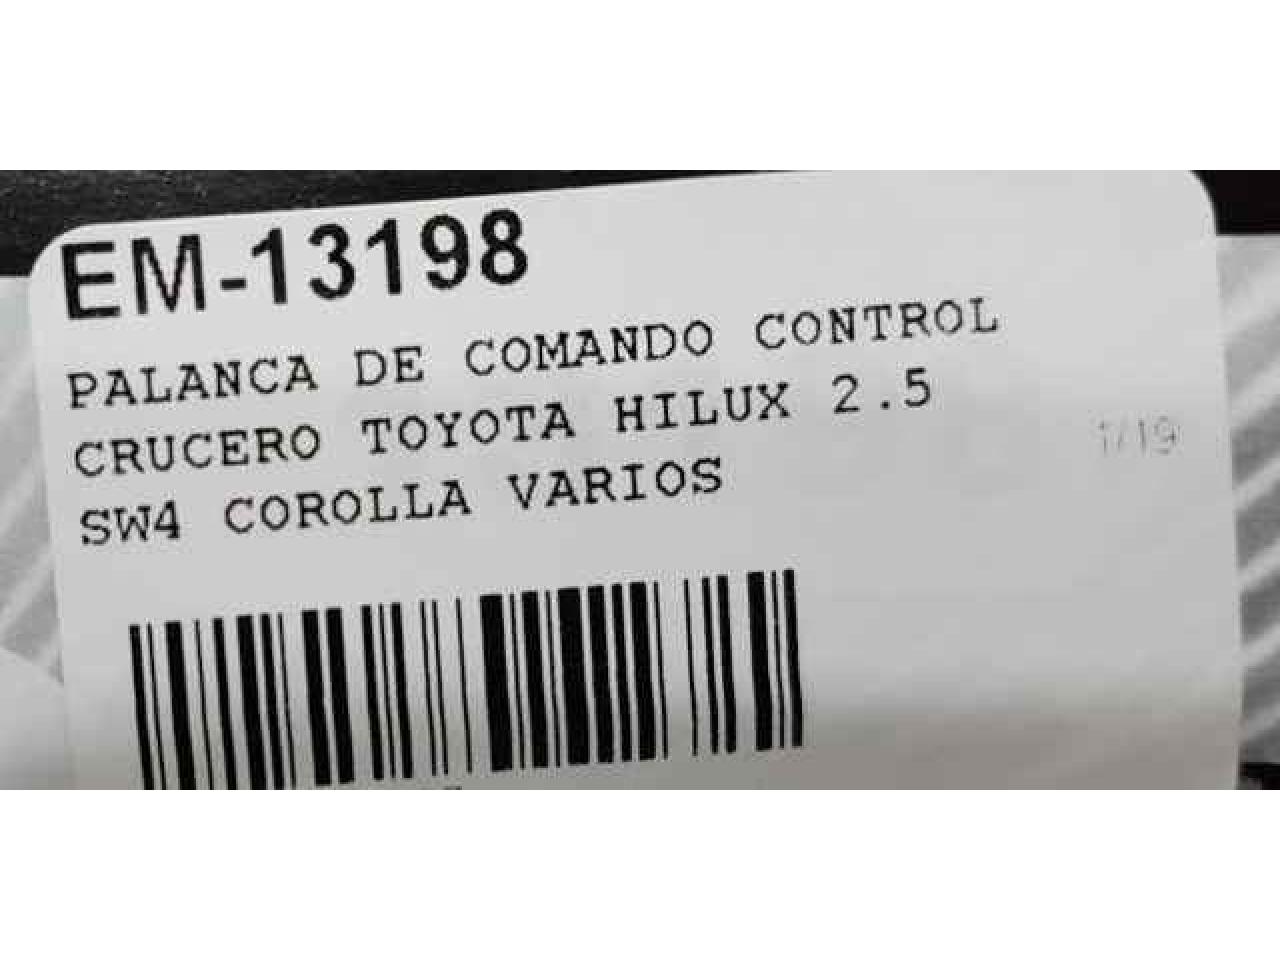 EM-13198
PALANCA DE COMANDO CONTROL
CRUCERO TOYOTA HILUX 2.5
SW4 COROLLA VARIOS
1/19